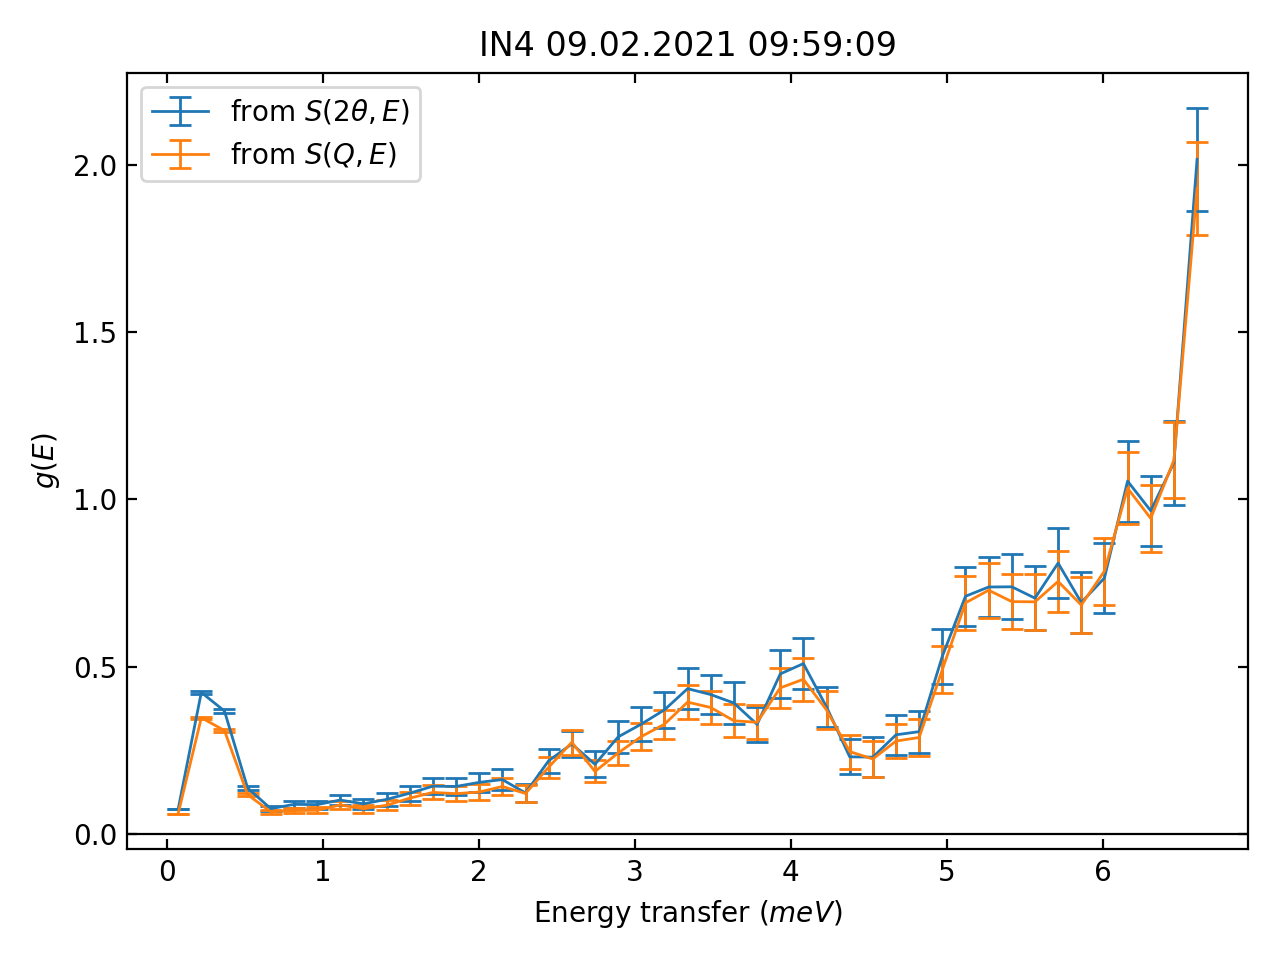 IN4 09.02.2021 09:59:09
from S(2θ, E)
from S(Q, E)
2.0
1.5
1.0
0.5
0.0
g(E)
0 1 2 3 4 5 6
Energy transfer (meV)